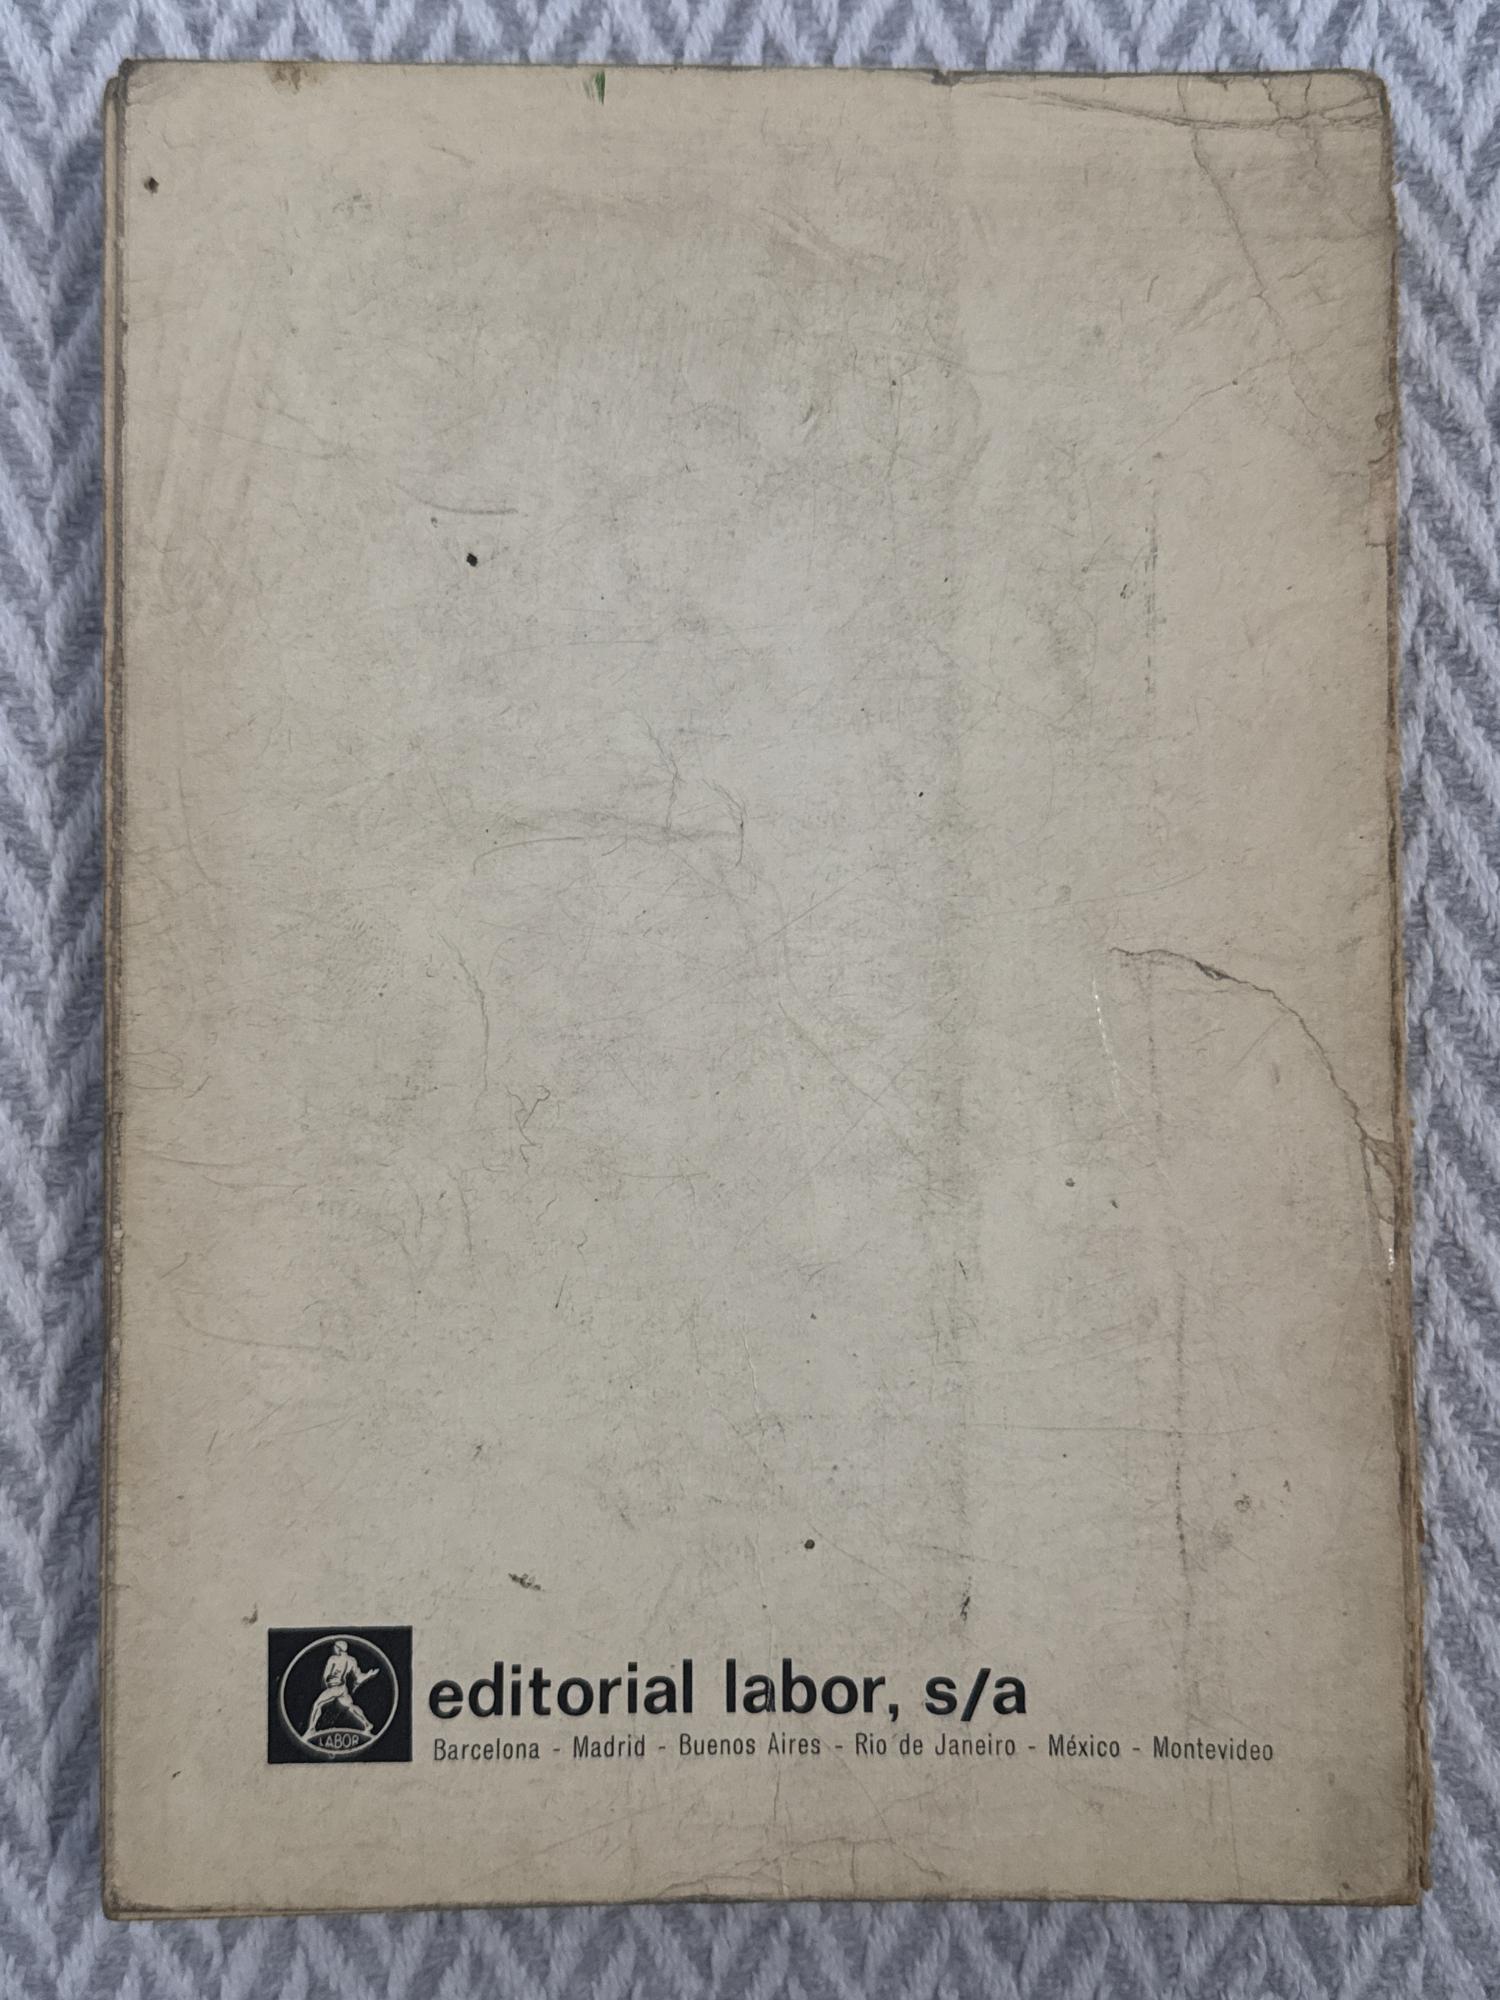 LABOR
editorial labor, s/a
Barcelona - Madrid - Buenos Aires - Rio de Janeiro - México - Montevideo